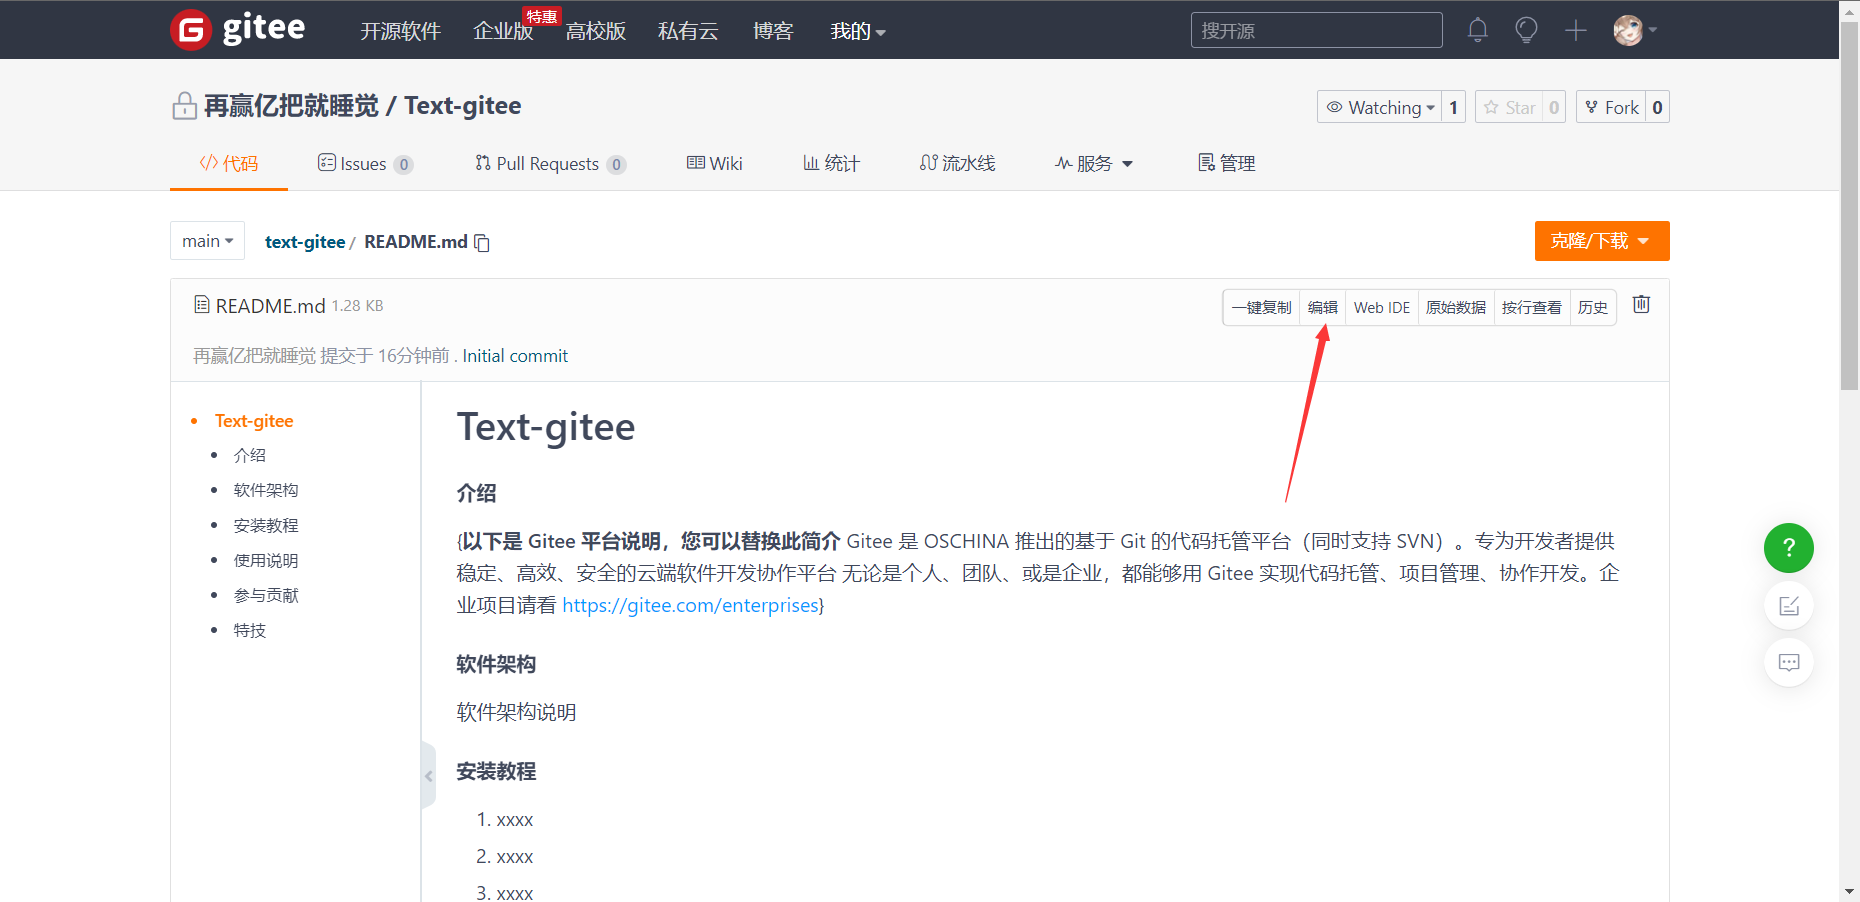 gitee 开源软件 企业版 特惠 高校版 私有云 博客 我的 搜开源
再赢亿把就睡觉 / Text-gitee Watching 1 Star 0 Fork 0
代码 Issues 0 Pull Requests 0 Wiki 统计 流水线 服务 管理
main text-gitee / README.md 克隆/下载
README.md 1.28 KB 一键复制 编辑 Web IDE 原始数据 按行查看 历史
再赢亿把就睡觉 提交于 16分钟前 . Initial commit
Text-gitee
介绍
软件架构
安装教程
使用说明
参与贡献
特技
Text-gitee
介绍
{以下是 Gitee 平台说明，您可以替换此简介 Gitee 是 OSCHINA 推出的基于 Git 的代码托管平台（同时支持 SVN）。专为开发者提供
稳定、高效、安全的云端软件开发协作平台 无论是个人、团队、或是企业，都能够用 Gitee 实现代码托管、项目管理、协作开发。企
业项目请看 https://gitee.com/enterprises}
软件架构
软件架构说明
安装教程
1. xxxx
2. xxxx
3. xxxx
?